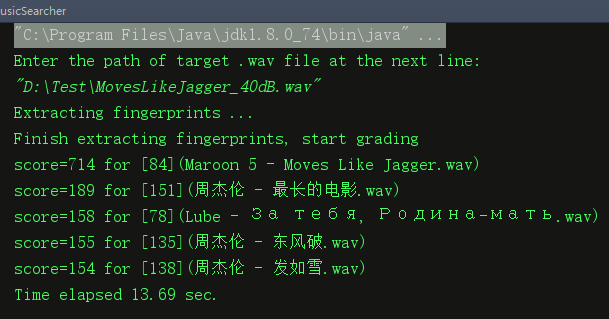 usicSearcher
"C:\Program Files\Java\jdk1.8.0_74\bin\java" ...
Enter the path of target .wav file at the next line:
"D:\Test\MovesLikeJagger_40dB.wav"
Extracting fingerprints ...
Finish extracting fingerprints, start grading
score=714 for [84](Maroon 5 - Moves Like Jagger.wav)
score=189 for [151](周杰伦 - 最长的电影.wav)
score=158 for [78](Lube - За тебя, Родина-мать.wav)
score=155 for [135](周杰伦 - 东风破.wav)
score=154 for [138](周杰伦 - 发如雪.wav)
Time elapsed 13.69 sec.